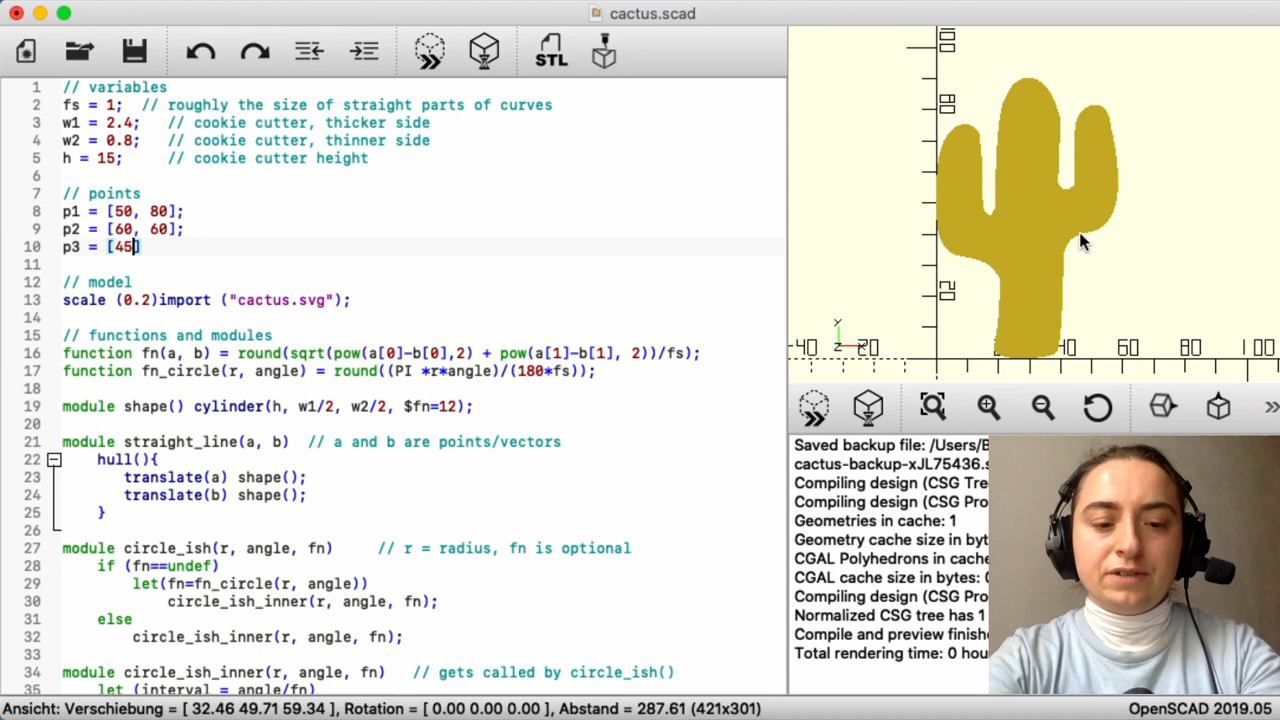 cactus.scad
STL
1 // variables
2 fs = 1; // roughly the size of straight parts of curves
3 w1 = 2.4; // cookie cutter, thicker side
4 w2 = 0.8; // cookie cutter, thinner side
5 h = 15; // cookie cutter height
6
7 // points
8 p1 = [50, 80];
9 p2 = [60, 60];
10 p3 = [45]
11
12 // model
13 scale (0.2)import ("cactus.svg");
14
15 // functions and modules
16 function fn(a, b) = round(sqrt(pow(a[0]-b[0],2) + pow(a[1]-b[1], 2))/fs);
17 function fn_circle(r, angle) = round((PI *r*angle)/(180*fs));
18
19 module shape() cylinder(h, w1/2, w2/2, $fn=12);
20
21 module straight_line(a, b) // a and b are points/vectors
22 hull(){
23 translate(a) shape();
24 translate(b) shape();
25 }
26
27 module circle_ish(r, angle, fn) // r = radius, fn is optional
28 if (fn==undef)
29 let(fn=fn_circle(r, angle))
30 circle_ish_inner(r, angle, fn);
31 else
32 circle_ish_inner(r, angle, fn);
33
34 module circle_ish_inner(r, angle, fn) // gets called by circle_ish()
35 let (interval = angle/fn)
80
20
Y
Z
40 20 40 60 80 100
Saved backup file: /Users/B
cactus-backup-xJL75436.s
Compiling design (CSG Tre
Compiling design (CSG Pro
Geometries in cache: 1
Geometry cache size in byt
CGAL Polyhedrons in cache
CGAL cache size in bytes: 0
Compiling design (CSG Pro
Normalized CSG tree has 1
Compile and preview finishe
Total rendering time: 0 hou
Ansicht: Verschiebung = [ 32.46 49.71 59.34 ], Rotation = [ 0.00 0.00 0.00 ], Abstand = 287.61 (421x301)
OpenSCAD 2019.05